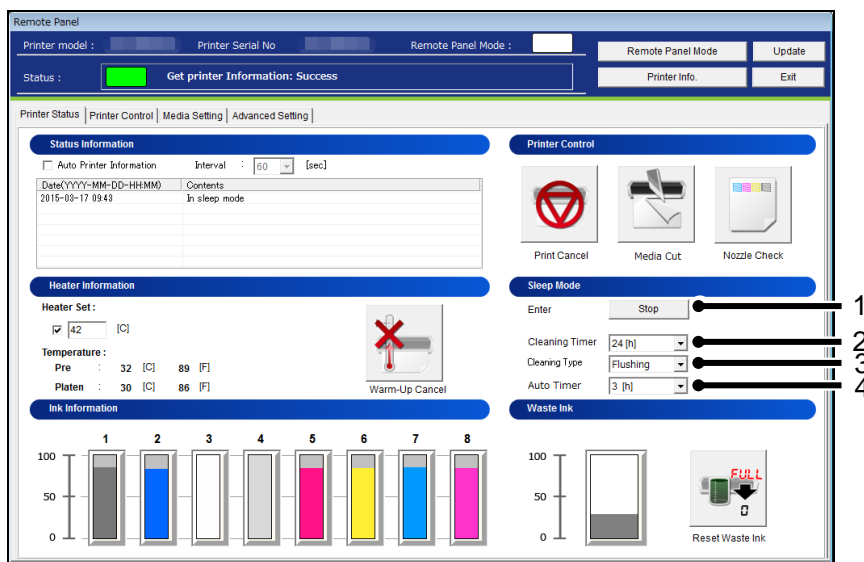 Remote Panel
Printer model : Printer Serial No Remote Panel Mode :
Remote Panel Mode Update
Status : Get printer Information: Success
Printer Info. Exit
Printer Status Printer Control Media Setting Advanced Setting
Status Information
Auto Printer Information Interval : 60 [sec]
Date(YYYY-MM-DD-HH:MM) Contents
2015-03-17 09:43 In sleep mode
Printer Control
Print Cancel Media Cut Nozzle Check
Heater Information
Heater Set :
42 [C]
Temperature :
Pre : 32 [C] 89 [F]
Platen : 30 [C] 86 [F]
Warm-Up Cancel
Sleep Mode
Enter Stop 1
Cleaning Timer 24 [h] 2
Cleaning Type Flushing 3
Auto Timer 3 [h] 4
Ink Information
1 2 3 4 5 6 7 8
100
50
0
Waste Ink
100
50
0
FULL
0
Reset Waste Ink